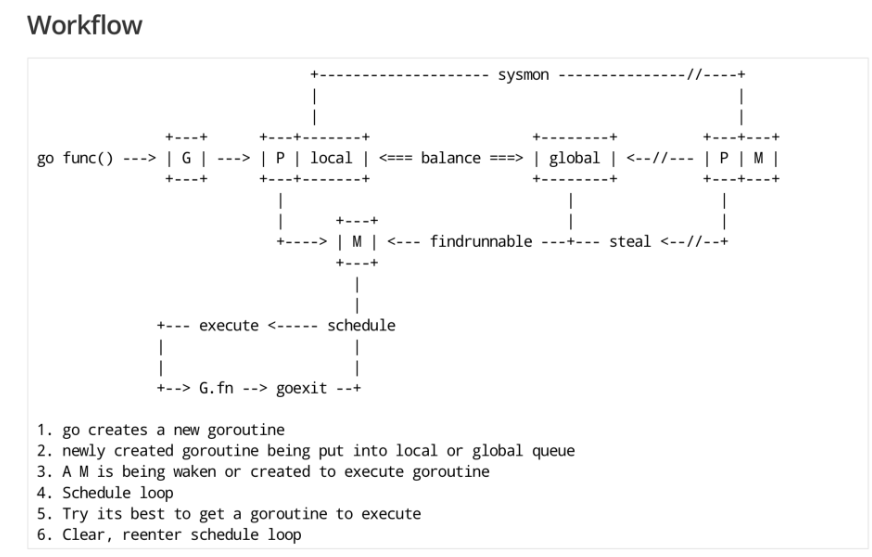 Workflow
+-------------------- sysmon ---------------//----+
|                                                 |
|                                                 |
+---+      +---+-------+                   +--------+          +---+---+
go func() ---> | G | ---> | P | local | <=== balance ===> | global | <--//--- | P | M |
+---+      +---+-------+                   +--------+          +---+---+
|                                 |                 |
|      +---+                      |                 |
+----> | M | <--- findrunnable ---+--- steal <--//--+
+---+
|
|
+--- execute <----- schedule
|                      |
|                      |
+--> G.fn --> goexit --+
1. go creates a new goroutine
2. newly created goroutine being put into local or global queue
3. A M is being waken or created to execute goroutine
4. Schedule loop
5. Try its best to get a goroutine to execute
6. Clear, reenter schedule loop